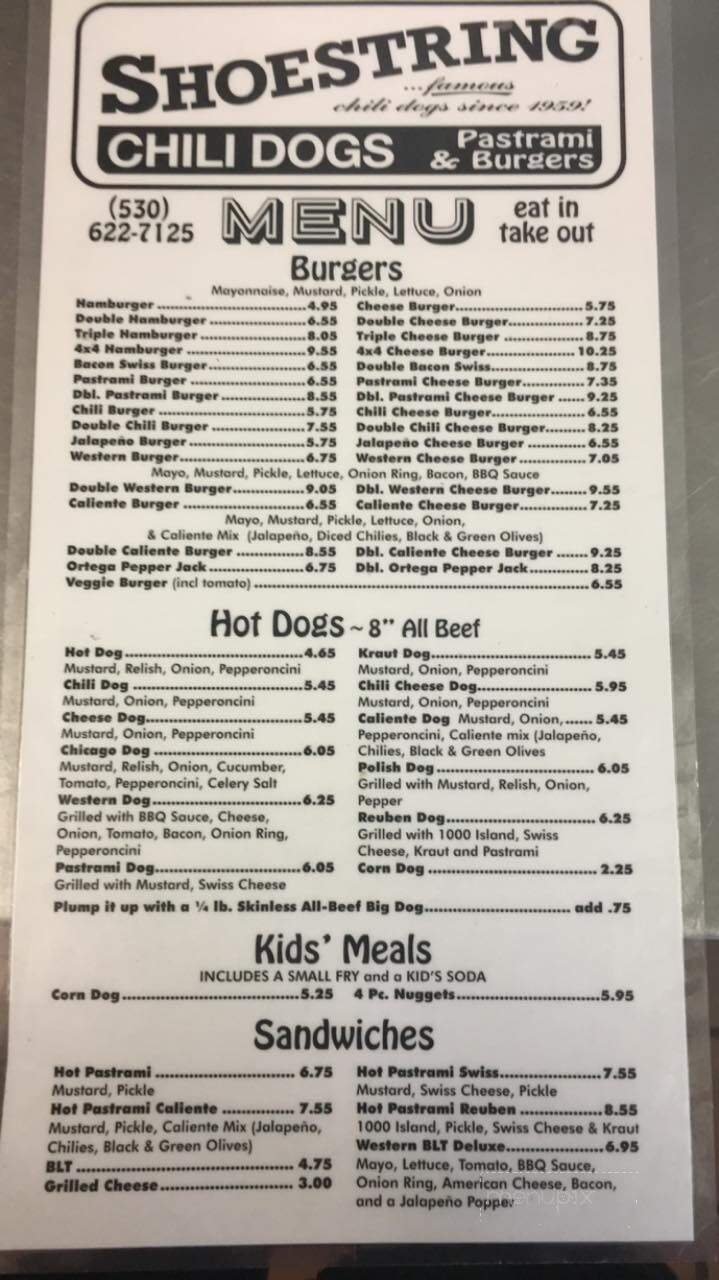 SHOESTRING
...famous
chili dogs since 1959!
CHILI DOGS Pastrami & Burgers
(530) 622-7125 MENU eat in take out
Burgers
Mayonnaise, Mustard, Pickle, Lettuce, Onion
Hamburger 4.95 Cheese Burger 5.75
Double Hamburger 6.55 Double Cheese Burger 7.25
Triple Hamburger 8.05 Triple Cheese Burger 8.75
4x4 Hamburger 9.55 4x4 Cheese Burger 10.25
Bacon Swiss Burger 6.55 Double Bacon Swiss 8.75
Pastrami Burger 6.55 Pastrami Cheese Burger 7.35
Dbl. Pastrami Burger 8.55 Dbl. Pastrami Cheese Burger 9.25
Chili Burger 5.75 Chili Cheese Burger 6.55
Double Chili Burger 7.55 Double Chili Cheese Burger 8.25
Jalapeño Burger 5.75 Jalapeño Cheese Burger 6.55
Western Burger 6.75 Western Cheese Burger 7.05
Mayo, Mustard, Pickle, Lettuce, Onion Ring, Bacon, BBQ Sauce
Double Western Burger 9.05 Dbl. Western Cheese Burger 9.55
Caliente Burger 6.55 Caliente Cheese Burger 7.25
Mayo, Mustard, Pickle, Lettuce, Onion,
& Caliente Mix (Jalapeño, Diced Chilies, Black & Green Olives)
Double Caliente Burger 8.55 Dbl. Caliente Cheese Burger 9.25
Ortega Pepper Jack 6.75 Dbl. Ortega Pepper Jack 8.25
Veggie Burger (incl tomato) 6.55
Hot Dogs ~ 8" All Beef
Hot Dog 4.65 Kraut Dog 5.45
Mustard, Relish, Onion, Pepperoncini Mustard, Onion, Pepperoncini
Chili Dog 5.45 Chili Cheese Dog 5.95
Mustard, Onion, Pepperoncini Mustard, Onion, Pepperoncini
Cheese Dog 5.45 Caliente Dog Mustard, Onion, 5.45
Mustard, Onion, Pepperoncini Pepperoncini, Caliente mix (Jalapeño,
Chicago Dog 6.05 Chilies, Black & Green Olives
Mustard, Relish, Onion, Cucumber, Polish Dog 6.05
Tomato, Pepperoncini, Celery Salt Grilled with Mustard, Relish, Onion,
Western Dog 6.25 Pepper
Grilled with BBQ Sauce, Cheese, Reuben Dog 6.25
Onion, Tomato, Bacon, Onion Ring, Grilled with 1000 Island, Swiss
Pepperoncini Cheese, Kraut and Pastrami
Pastrami Dog 6.05 Corn Dog 2.25
Grilled with Mustard, Swiss Cheese
Plump it up with a ¼ lb. Skinless All-Beef Big Dog add .75
Kids' Meals
INCLUDES A SMALL FRY and a KID'S SODA
Corn Dog 5.25 4 Pc. Nuggets 5.95
Sandwiches
Hot Pastrami 6.75 Hot Pastrami Swiss 7.55
Mustard, Pickle Mustard, Swiss Cheese, Pickle
Hot Pastrami Caliente 7.55 Hot Pastrami Reuben 8.55
Mustard, Pickle, Caliente Mix (Jalapeño, 1000 Island, Pickle, Swiss Cheese & Kraut
Chilies, Black & Green Olives) Western BLT Deluxe 6.95
BLT 4.75 Mayo, Lettuce, Tomato, BBQ Sauce,
Grilled Cheese 3.00 Onion Ring, American Cheese, Bacon,
and a Jalapeño Popper
menupix